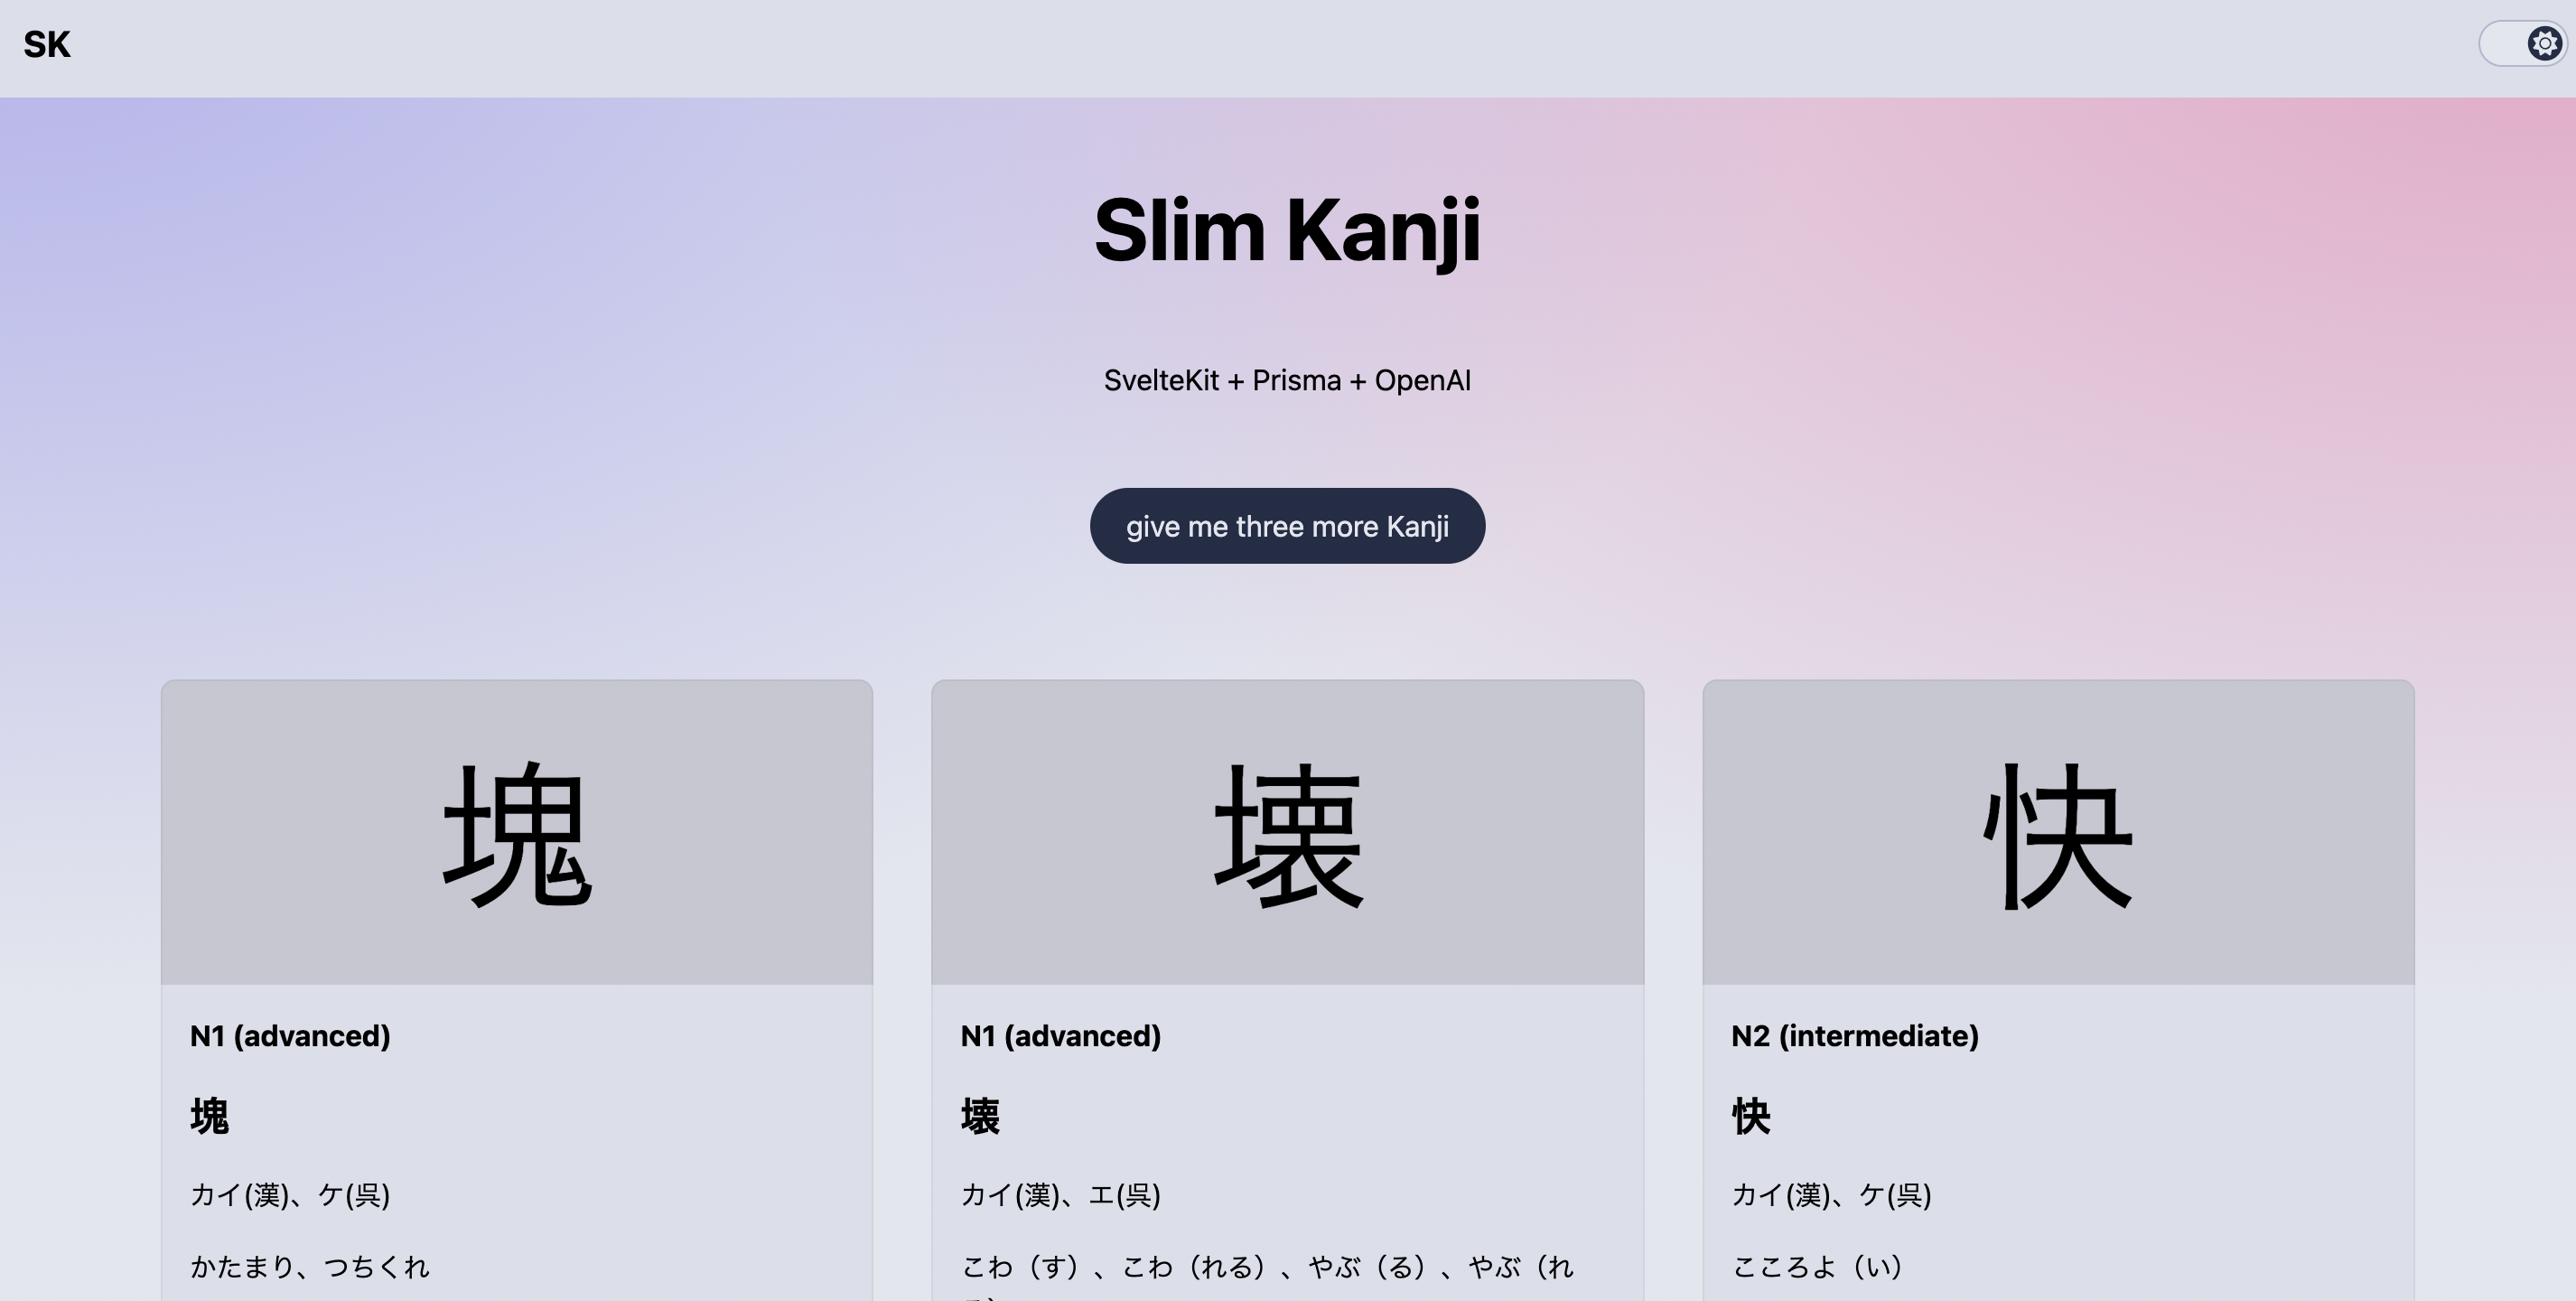 SK
Slim Kanji
SvelteKit + Prisma + OpenAI
give me three more Kanji
塊
壊
快
N1 (advanced)
塊
カイ(漢)、ケ(呉)
かたまり、つちくれ
N1 (advanced)
壊
カイ(漢)、エ(呉)
こわ（す）、こわ（れる）、やぶ（る）、やぶ（れ
N2 (intermediate)
快
カイ(漢)、ケ(呉)
こころよ（い）